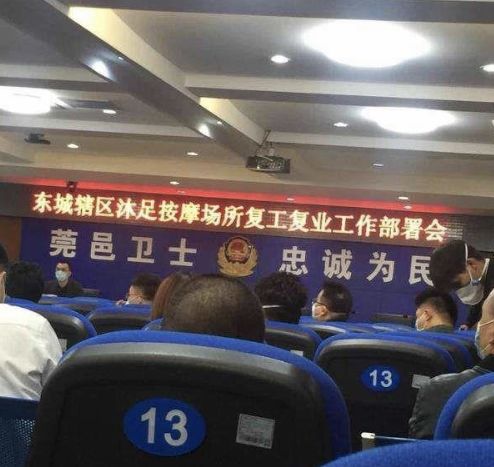 东城辖区沐足按摩场所复工复业工作部署会
莞邑卫士 忠诚为民
13
13